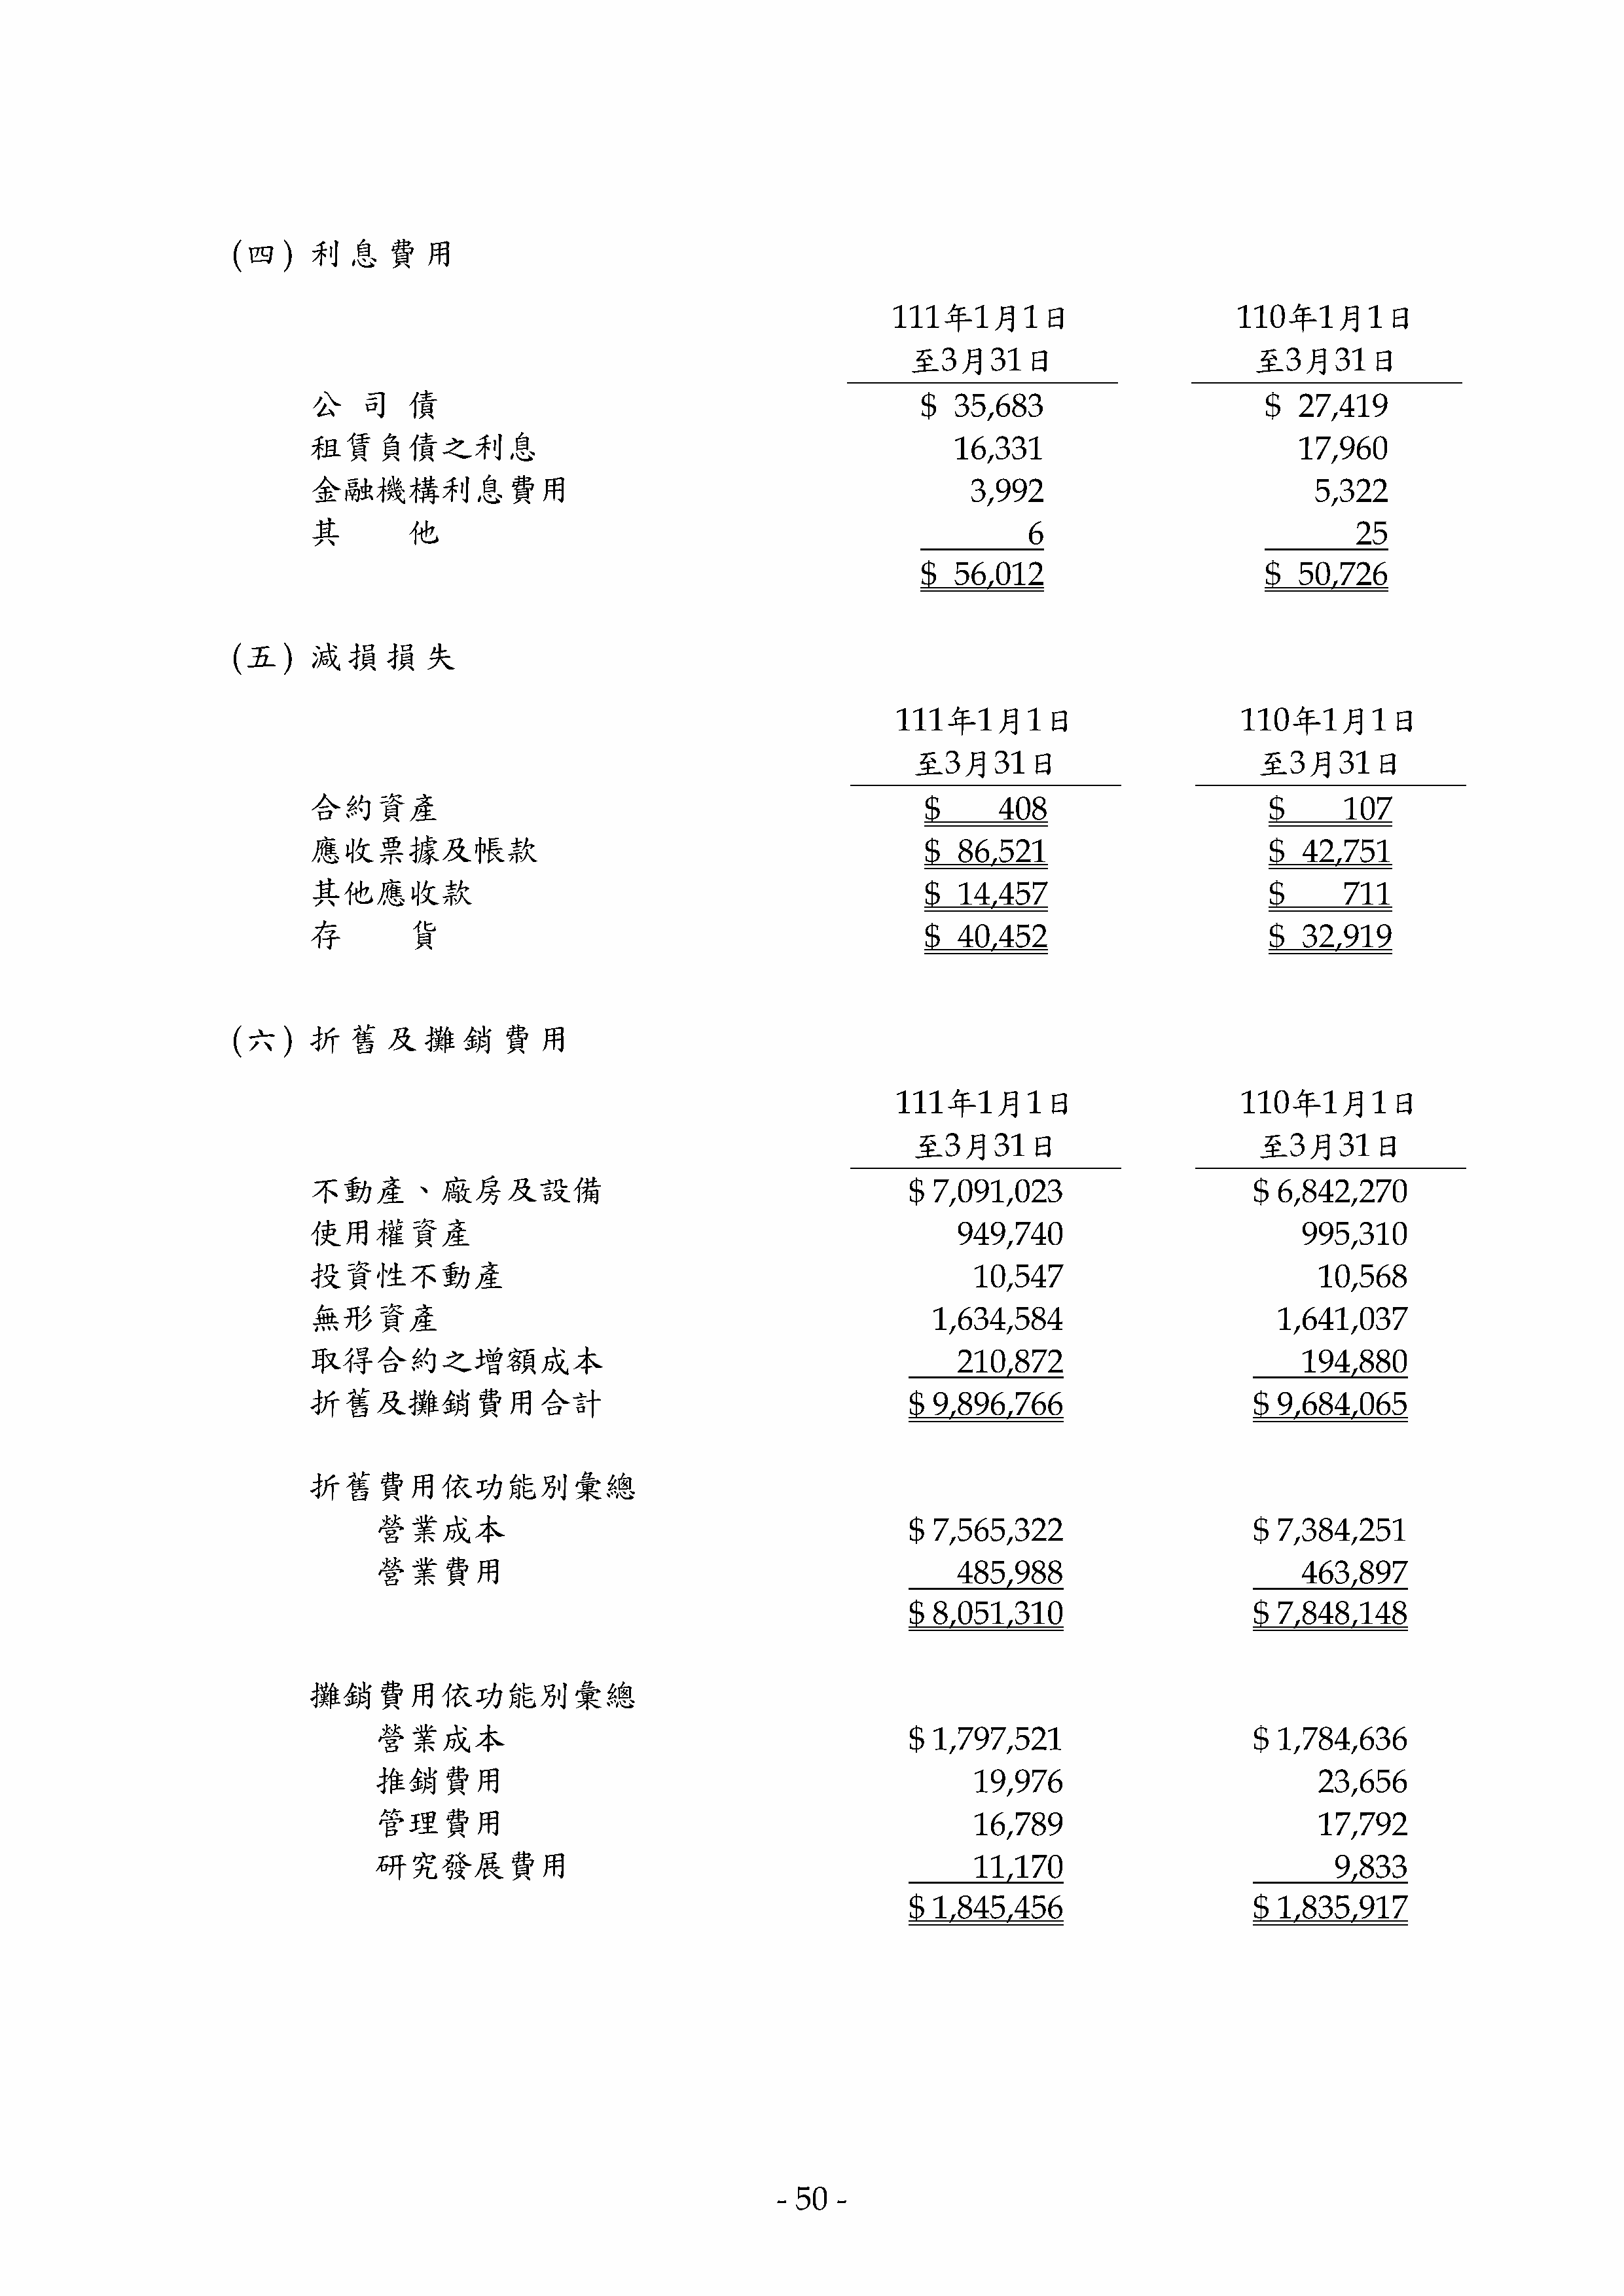 (四) 利息費用
111年1月1日 110年1月1日
至3月31日 至3月31日
公司債 $ 35,683 $ 27,419
租賃負債之利息 16,331 17,960
金融機構利息費用 3,992 5,322
其他 6 25
$ 56,012 $ 50,726
(五) 減損損失
111年1月1日 110年1月1日
至3月31日 至3月31日
合約資產 $ 408 $ 107
應收票據及帳款 $ 86,521 $ 42,751
其他應收款 $ 14,457 $ 711
存貨 $ 40,452 $ 32,919
(六) 折舊及攤銷費用
111年1月1日 110年1月1日
至3月31日 至3月31日
不動產、廠房及設備 $ 7,091,023 $ 6,842,270
使用權資產 949,740 995,310
投資性不動產 10,547 10,568
無形資產 1,634,584 1,641,037
取得合約之增額成本 210,872 194,880
折舊及攤銷費用合計 $ 9,896,766 $ 9,684,065
折舊費用依功能別彙總
營業成本 $ 7,565,322 $ 7,384,251
營業費用 485,988 463,897
$ 8,051,310 $ 7,848,148
攤銷費用依功能別彙總
營業成本 $ 1,797,521 $ 1,784,636
推銷費用 19,976 23,656
管理費用 16,789 17,792
研究發展費用 11,170 9,833
$ 1,845,456 $ 1,835,917
- 50 -